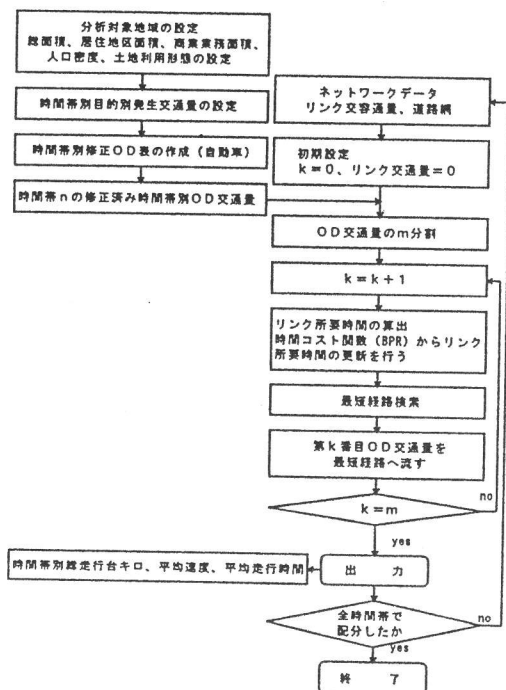 分析対象地域の設定
総面積、居住地区面積、商業業務面積、
人口密度、土地利用形態の設定
時間帯別目的別発生交通量の設定
時間帯別修正OD表の作成(自動車)
時間帯nの修正済み時間帯別OD交通量
ネットワークデータ
リンク交容通量、道路網
初期設定
k=0、リンク交通量=0
OD交通量のm分割
k=k+1
リンク所要時間の算出
時間コスト関数(BPR)からリンク
所要時間の更新を行う
最短経路検索
第k番目OD交通量を
最短経路へ流す
k=m
no
yes
時間帯別総走行台キロ、平均速度、平均走行時間
出 力
全時間帯で
配分したか
no
yes
終 了